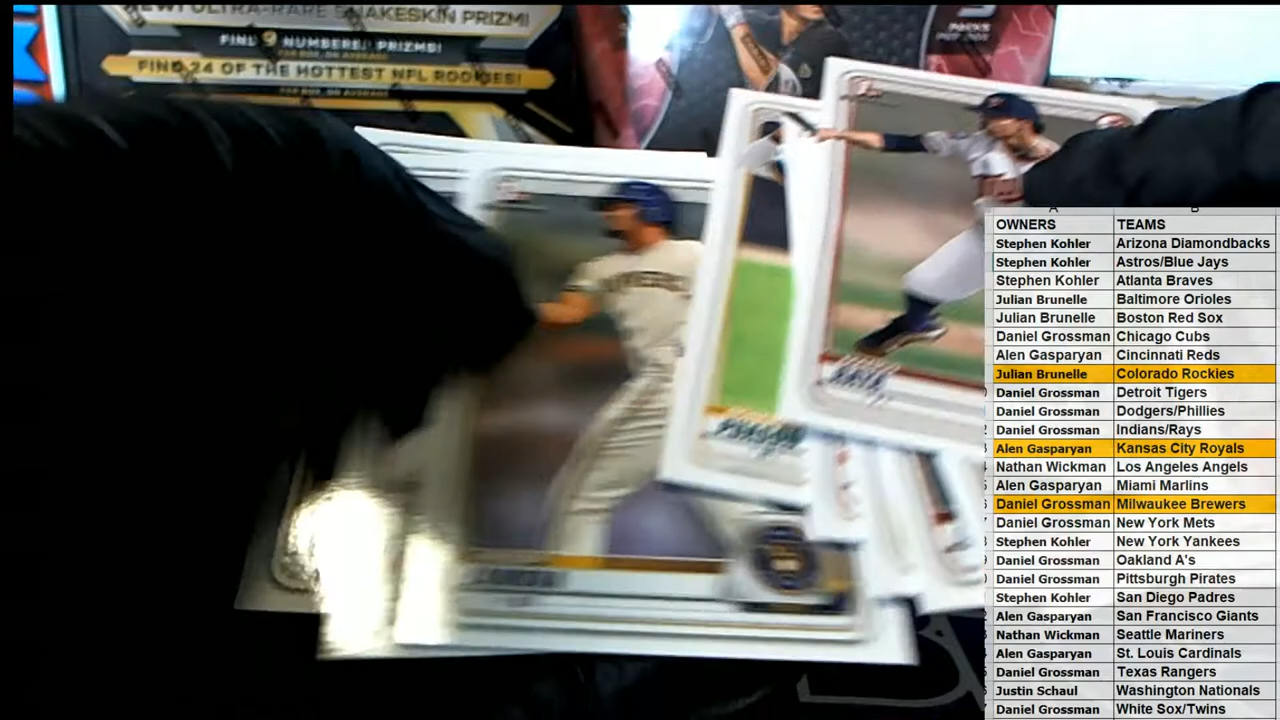 NEW! ULTRA-RARE SNAKESKIN PRIZM!
FIND 9 NUMBERED PRIZMS!
FIND 24 OF THE HOTTEST NFL ROOKIES!
PACKS
A B
OWNERS TEAMS
Stephen Kohler Arizona Diamondbacks
Stephen Kohler Astros/Blue Jays
Stephen Kohler Atlanta Braves
Julian Brunelle Baltimore Orioles
Julian Brunelle Boston Red Sox
Daniel Grossman Chicago Cubs
Alen Gasparyan Cincinnati Reds
Julian Brunelle Colorado Rockies
Daniel Grossman Detroit Tigers
Daniel Grossman Dodgers/Phillies
Daniel Grossman Indians/Rays
Alen Gasparyan Kansas City Royals
Nathan Wickman Los Angeles Angels
Alen Gasparyan Miami Marlins
Daniel Grossman Milwaukee Brewers
Daniel Grossman New York Mets
Stephen Kohler New York Yankees
Daniel Grossman Oakland A's
Daniel Grossman Pittsburgh Pirates
Stephen Kohler San Diego Padres
Alen Gasparyan San Francisco Giants
Nathan Wickman Seattle Mariners
Alen Gasparyan St. Louis Cardinals
Daniel Grossman Texas Rangers
Justin Schaul Washington Nationals
Daniel Grossman White Sox/Twins